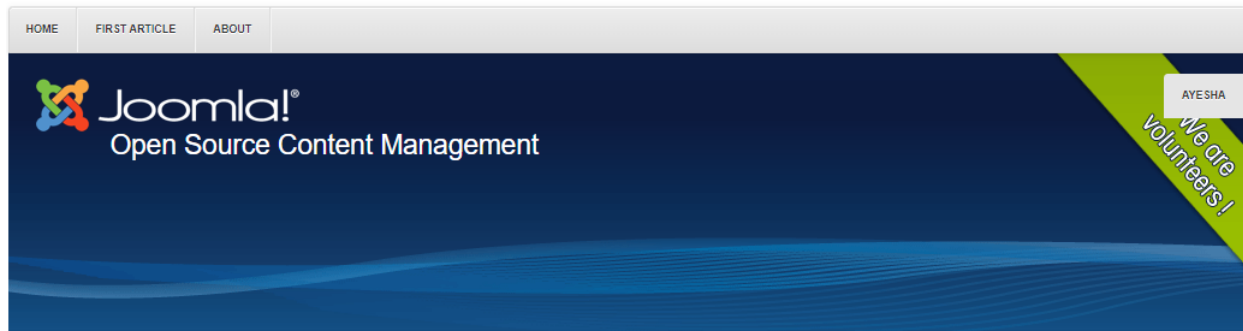 HOME FIRST ARTICLE ABOUT
Joomla!®
Open Source Content Management
AYESHA
We are
volunteers!